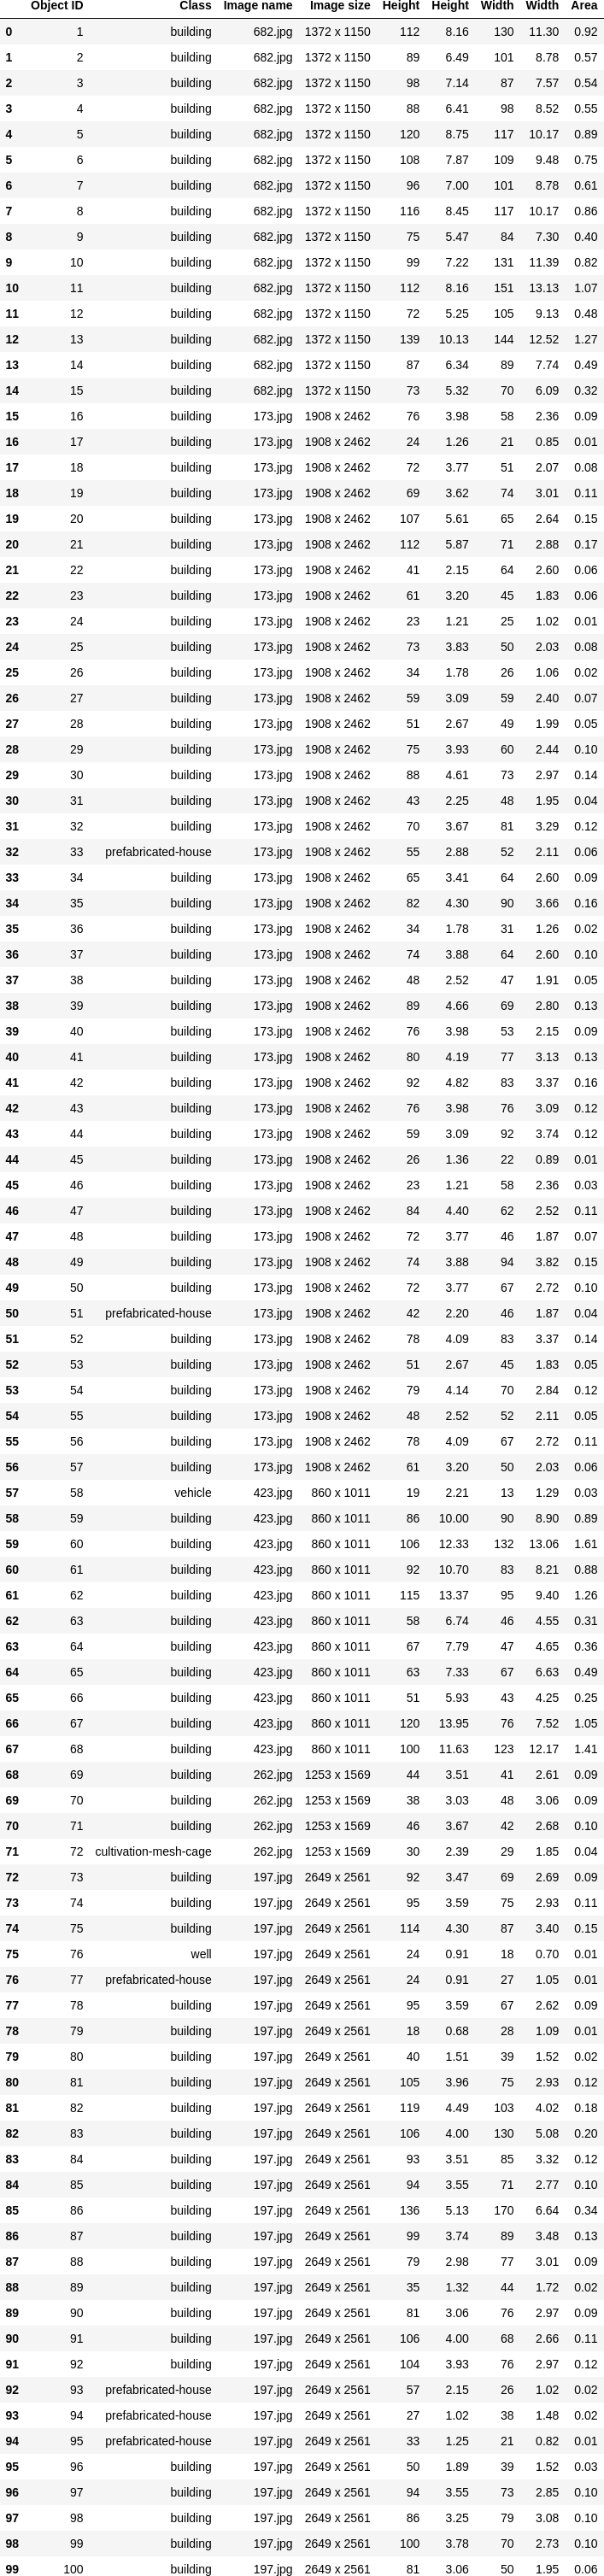 Object ID Class Image name Image size Height Height Width Width Area
0 1 building 682.jpg 1372 x 1150 112 8.16 130 11.30 0.92
1 2 building 682.jpg 1372 x 1150 89 6.49 101 8.78 0.57
2 3 building 682.jpg 1372 x 1150 98 7.14 87 7.57 0.54
3 4 building 682.jpg 1372 x 1150 88 6.41 98 8.52 0.55
4 5 building 682.jpg 1372 x 1150 120 8.75 117 10.17 0.89
5 6 building 682.jpg 1372 x 1150 108 7.87 109 9.48 0.75
6 7 building 682.jpg 1372 x 1150 96 7.00 101 8.78 0.61
7 8 building 682.jpg 1372 x 1150 116 8.45 117 10.17 0.86
8 9 building 682.jpg 1372 x 1150 75 5.47 84 7.30 0.40
9 10 building 682.jpg 1372 x 1150 99 7.22 131 11.39 0.82
10 11 building 682.jpg 1372 x 1150 112 8.16 151 13.13 1.07
11 12 building 682.jpg 1372 x 1150 72 5.25 105 9.13 0.48
12 13 building 682.jpg 1372 x 1150 139 10.13 144 12.52 1.27
13 14 building 682.jpg 1372 x 1150 87 6.34 89 7.74 0.49
14 15 building 682.jpg 1372 x 1150 73 5.32 70 6.09 0.32
15 16 building 173.jpg 1908 x 2462 76 3.98 58 2.36 0.09
16 17 building 173.jpg 1908 x 2462 24 1.26 21 0.85 0.01
17 18 building 173.jpg 1908 x 2462 72 3.77 51 2.07 0.08
18 19 building 173.jpg 1908 x 2462 69 3.62 74 3.01 0.11
19 20 building 173.jpg 1908 x 2462 107 5.61 65 2.64 0.15
20 21 building 173.jpg 1908 x 2462 112 5.87 71 2.88 0.17
21 22 building 173.jpg 1908 x 2462 41 2.15 64 2.60 0.06
22 23 building 173.jpg 1908 x 2462 61 3.20 45 1.83 0.06
23 24 building 173.jpg 1908 x 2462 23 1.21 25 1.02 0.01
24 25 building 173.jpg 1908 x 2462 73 3.83 50 2.03 0.08
25 26 building 173.jpg 1908 x 2462 34 1.78 26 1.06 0.02
26 27 building 173.jpg 1908 x 2462 59 3.09 59 2.40 0.07
27 28 building 173.jpg 1908 x 2462 51 2.67 49 1.99 0.05
28 29 building 173.jpg 1908 x 2462 75 3.93 60 2.44 0.10
29 30 building 173.jpg 1908 x 2462 88 4.61 73 2.97 0.14
30 31 building 173.jpg 1908 x 2462 43 2.25 48 1.95 0.04
31 32 building 173.jpg 1908 x 2462 70 3.67 81 3.29 0.12
32 33 prefabricated-house 173.jpg 1908 x 2462 55 2.88 52 2.11 0.06
33 34 building 173.jpg 1908 x 2462 65 3.41 64 2.60 0.09
34 35 building 173.jpg 1908 x 2462 82 4.30 90 3.66 0.16
35 36 building 173.jpg 1908 x 2462 34 1.78 31 1.26 0.02
36 37 building 173.jpg 1908 x 2462 74 3.88 64 2.60 0.10
37 38 building 173.jpg 1908 x 2462 48 2.52 47 1.91 0.05
38 39 building 173.jpg 1908 x 2462 89 4.66 69 2.80 0.13
39 40 building 173.jpg 1908 x 2462 76 3.98 53 2.15 0.09
40 41 building 173.jpg 1908 x 2462 80 4.19 77 3.13 0.13
41 42 building 173.jpg 1908 x 2462 92 4.82 83 3.37 0.16
42 43 building 173.jpg 1908 x 2462 76 3.98 76 3.09 0.12
43 44 building 173.jpg 1908 x 2462 59 3.09 92 3.74 0.12
44 45 building 173.jpg 1908 x 2462 26 1.36 22 0.89 0.01
45 46 building 173.jpg 1908 x 2462 23 1.21 58 2.36 0.03
46 47 building 173.jpg 1908 x 2462 84 4.40 62 2.52 0.11
47 48 building 173.jpg 1908 x 2462 72 3.77 46 1.87 0.07
48 49 building 173.jpg 1908 x 2462 74 3.88 94 3.82 0.15
49 50 building 173.jpg 1908 x 2462 72 3.77 67 2.72 0.10
50 51 prefabricated-house 173.jpg 1908 x 2462 42 2.20 46 1.87 0.04
51 52 building 173.jpg 1908 x 2462 78 4.09 83 3.37 0.14
52 53 building 173.jpg 1908 x 2462 51 2.67 45 1.83 0.05
53 54 building 173.jpg 1908 x 2462 79 4.14 70 2.84 0.12
54 55 building 173.jpg 1908 x 2462 48 2.52 52 2.11 0.05
55 56 building 173.jpg 1908 x 2462 78 4.09 67 2.72 0.11
56 57 building 173.jpg 1908 x 2462 61 3.20 50 2.03 0.06
57 58 vehicle 423.jpg 860 x 1011 19 2.21 13 1.29 0.03
58 59 building 423.jpg 860 x 1011 86 10.00 90 8.90 0.89
59 60 building 423.jpg 860 x 1011 106 12.33 132 13.06 1.61
60 61 building 423.jpg 860 x 1011 92 10.70 83 8.21 0.88
61 62 building 423.jpg 860 x 1011 115 13.37 95 9.40 1.26
62 63 building 423.jpg 860 x 1011 58 6.74 46 4.55 0.31
63 64 building 423.jpg 860 x 1011 67 7.79 47 4.65 0.36
64 65 building 423.jpg 860 x 1011 63 7.33 67 6.63 0.49
65 66 building 423.jpg 860 x 1011 51 5.93 43 4.25 0.25
66 67 building 423.jpg 860 x 1011 120 13.95 76 7.52 1.05
67 68 building 423.jpg 860 x 1011 100 11.63 123 12.17 1.41
68 69 building 262.jpg 1253 x 1569 44 3.51 41 2.61 0.09
69 70 building 262.jpg 1253 x 1569 38 3.03 48 3.06 0.09
70 71 building 262.jpg 1253 x 1569 46 3.67 42 2.68 0.10
71 72 cultivation-mesh-cage 262.jpg 1253 x 1569 30 2.39 29 1.85 0.04
72 73 building 197.jpg 2649 x 2561 92 3.47 69 2.69 0.09
73 74 building 197.jpg 2649 x 2561 95 3.59 75 2.93 0.11
74 75 building 197.jpg 2649 x 2561 114 4.30 87 3.40 0.15
75 76 well 197.jpg 2649 x 2561 24 0.91 18 0.70 0.01
76 77 prefabricated-house 197.jpg 2649 x 2561 24 0.91 27 1.05 0.01
77 78 building 197.jpg 2649 x 2561 95 3.59 67 2.62 0.09
78 79 building 197.jpg 2649 x 2561 18 0.68 28 1.09 0.01
79 80 building 197.jpg 2649 x 2561 40 1.51 39 1.52 0.02
80 81 building 197.jpg 2649 x 2561 105 3.96 75 2.93 0.12
81 82 building 197.jpg 2649 x 2561 119 4.49 103 4.02 0.18
82 83 building 197.jpg 2649 x 2561 106 4.00 130 5.08 0.20
83 84 building 197.jpg 2649 x 2561 93 3.51 85 3.32 0.12
84 85 building 197.jpg 2649 x 2561 94 3.55 71 2.77 0.10
85 86 building 197.jpg 2649 x 2561 136 5.13 170 6.64 0.34
86 87 building 197.jpg 2649 x 2561 99 3.74 89 3.48 0.13
87 88 building 197.jpg 2649 x 2561 79 2.98 77 3.01 0.09
88 89 building 197.jpg 2649 x 2561 35 1.32 44 1.72 0.02
89 90 building 197.jpg 2649 x 2561 81 3.06 76 2.97 0.09
90 91 building 197.jpg 2649 x 2561 106 4.00 68 2.66 0.11
91 92 building 197.jpg 2649 x 2561 104 3.93 76 2.97 0.12
92 93 prefabricated-house 197.jpg 2649 x 2561 57 2.15 26 1.02 0.02
93 94 prefabricated-house 197.jpg 2649 x 2561 27 1.02 38 1.48 0.02
94 95 prefabricated-house 197.jpg 2649 x 2561 33 1.25 21 0.82 0.01
95 96 building 197.jpg 2649 x 2561 50 1.89 39 1.52 0.03
96 97 building 197.jpg 2649 x 2561 94 3.55 73 2.85 0.10
97 98 building 197.jpg 2649 x 2561 86 3.25 79 3.08 0.10
98 99 building 197.jpg 2649 x 2561 100 3.78 70 2.73 0.10
99 100 building 197.jpg 2649 x 2561 81 3.06 50 1.95 0.06